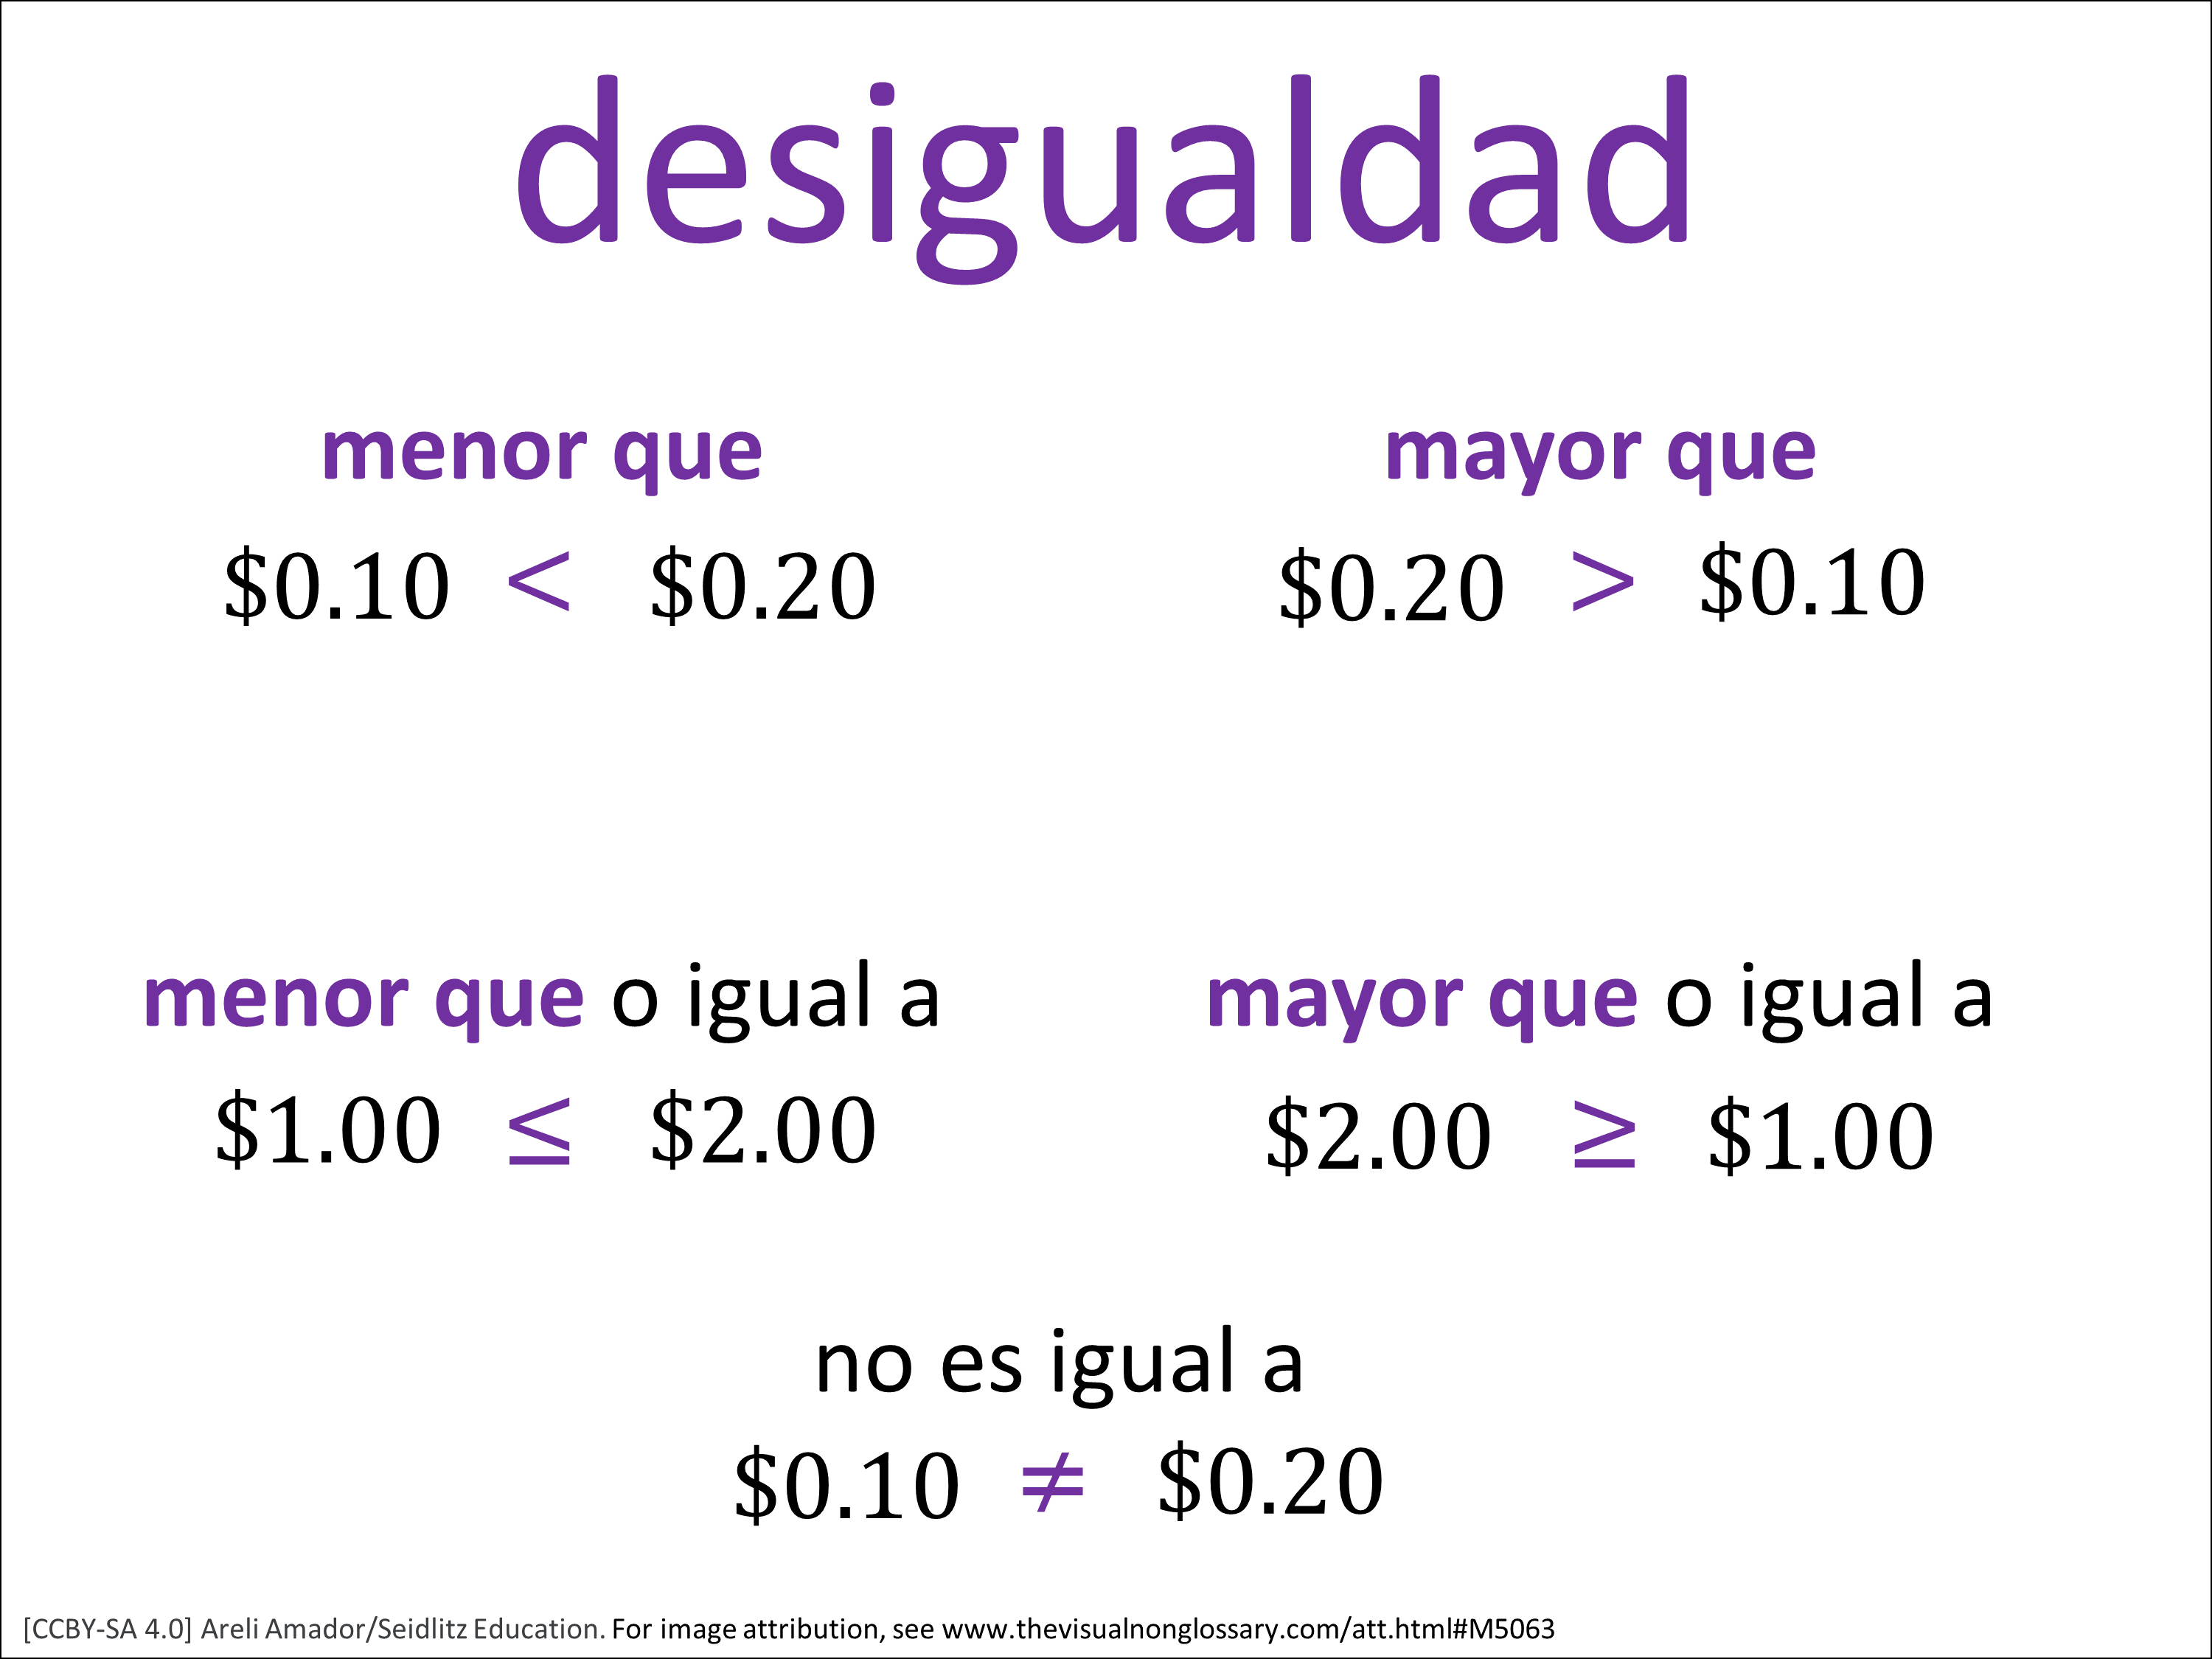 desigualdad
menor que
$0.10 < $0.20
mayor que
$0.20 > $0.10
menor que o igual a
$1.00 ≤ $2.00
mayor que o igual a
$2.00 ≥ $1.00
no es igual a
$0.10 ≠ $0.20
[CCBY-SA 4.0] Areli Amador/Seidlitz Education. For image attribution, see www.thevisualnonglossary.com/att.html#M5063